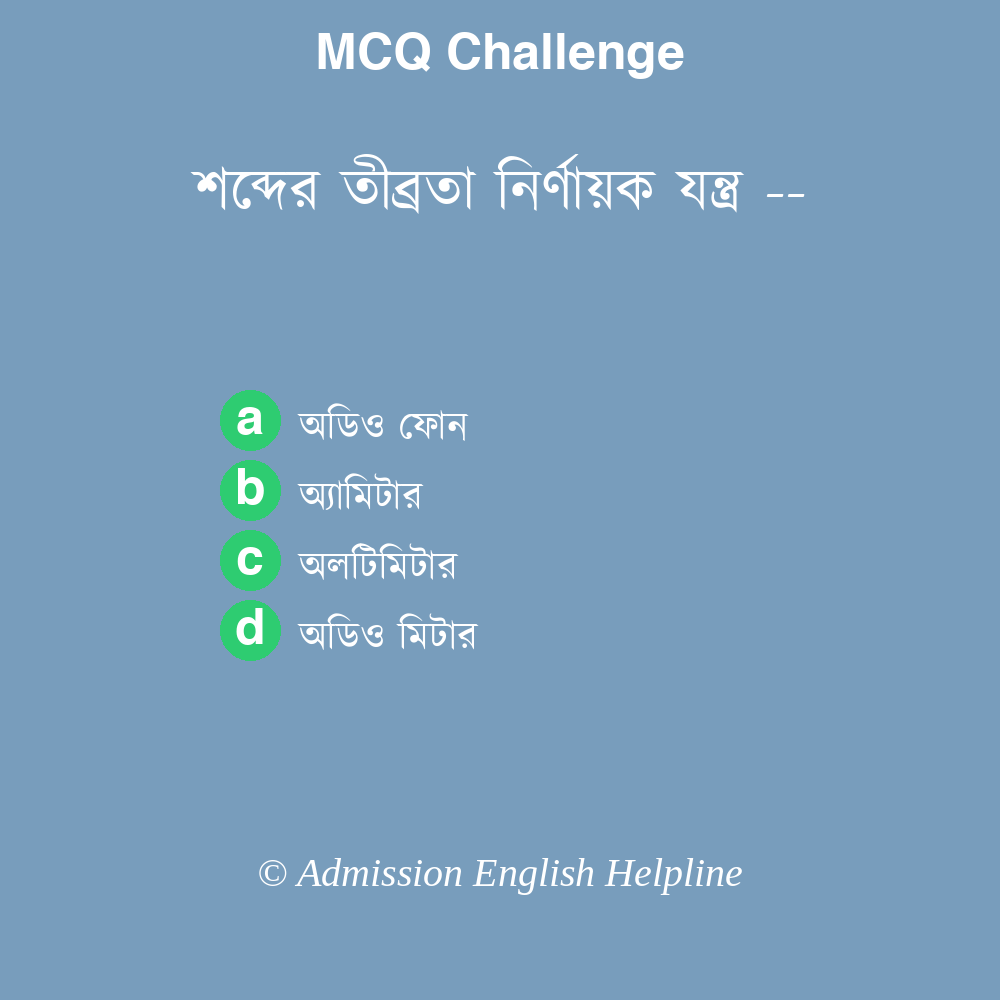 MCQ Challenge
শব্দের তীব্রতা নির্ণায়ক যন্ত্র --
a অডিও ফোন
b অ্যামিটার
c অলটিমিটার
d অডিও মিটার
© Admission English Helpline